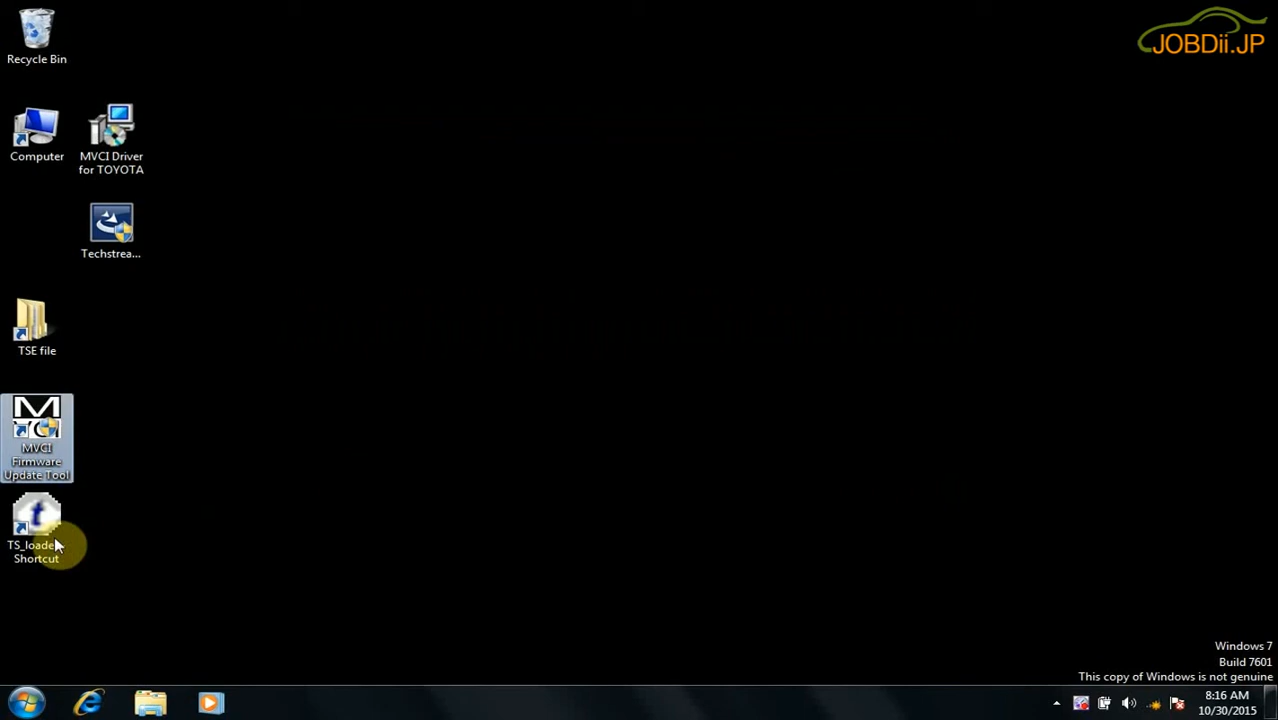 JOBDii.JP
Recycle Bin
Computer
MVCI Driver
for TOYOTA
Techstrea...
TSE file
MVCI
Firmware
Update Tool
Shortcut
Windows 7
Build 7601
This copy of Windows is not genuine
8:16 AM
10/30/2015